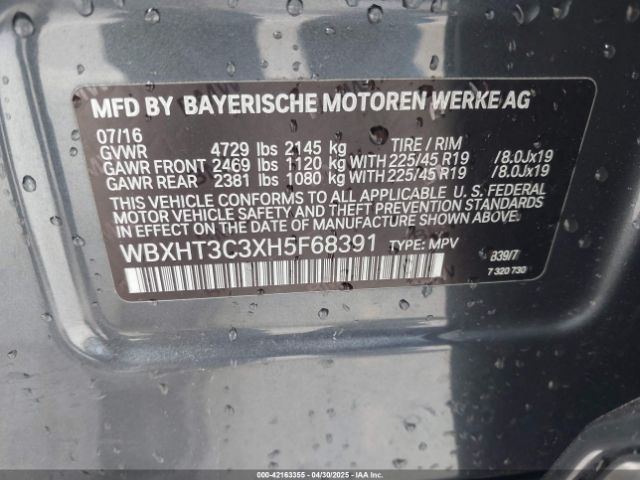 MFD BY BAYERISCHE MOTOREN WERKE AG
07/16
GVWR 4729 lbs 2145 kg TIRE / RIM
GAWR FRONT 2469 lbs 1120 kg WITH 225/45 R19 /8.0Jx19
GAWR REAR 2381 lbs 1080 kg WITH 225/45 R19 /8.0Jx19
THIS VEHICLE CONFORMS TO ALL APPLICABLE U.S. FEDERAL
MOTOR VEHICLE SAFETY, BUMPER, AND THEFT PREVENTION STANDARDS
IN EFFECT ON THE DATE OF MANUFACTURE SHOWN ABOVE.
WBXHT3C3XH5F68391 TYPE: MPV
B39/7
7 320 730
000-42163355 - 04/30/2025 - IAAI.COM